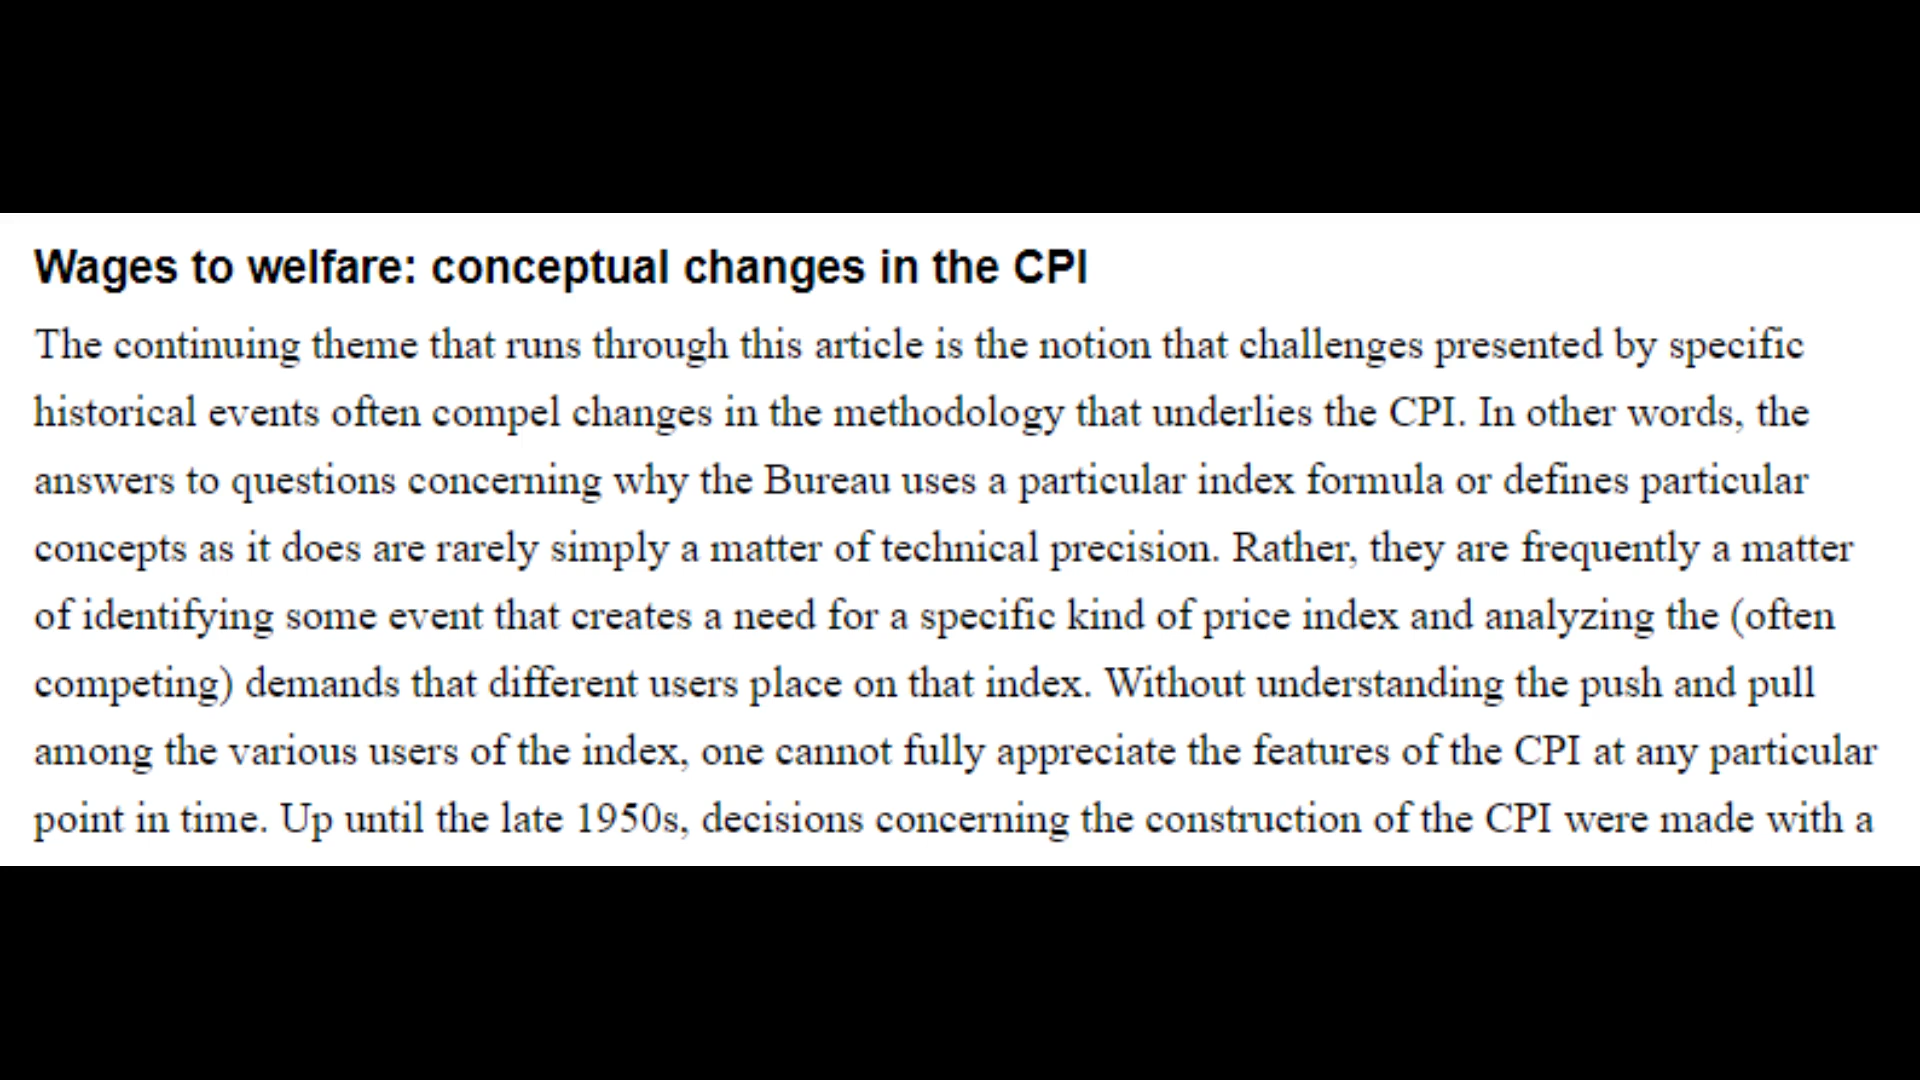 Wages to welfare: conceptual changes in the CPI
The continuing theme that runs through this article is the notion that challenges presented by specific
historical events often compel changes in the methodology that underlies the CPI. In other words, the
answers to questions concerning why the Bureau uses a particular index formula or defines particular
concepts as it does are rarely simply a matter of technical precision. Rather, they are frequently a matter
of identifying some event that creates a need for a specific kind of price index and analyzing the (often
competing) demands that different users place on that index. Without understanding the push and pull
among the various users of the index, one cannot fully appreciate the features of the CPI at any particular
point in time. Up until the late 1950s, decisions concerning the construction of the CPI were made with a